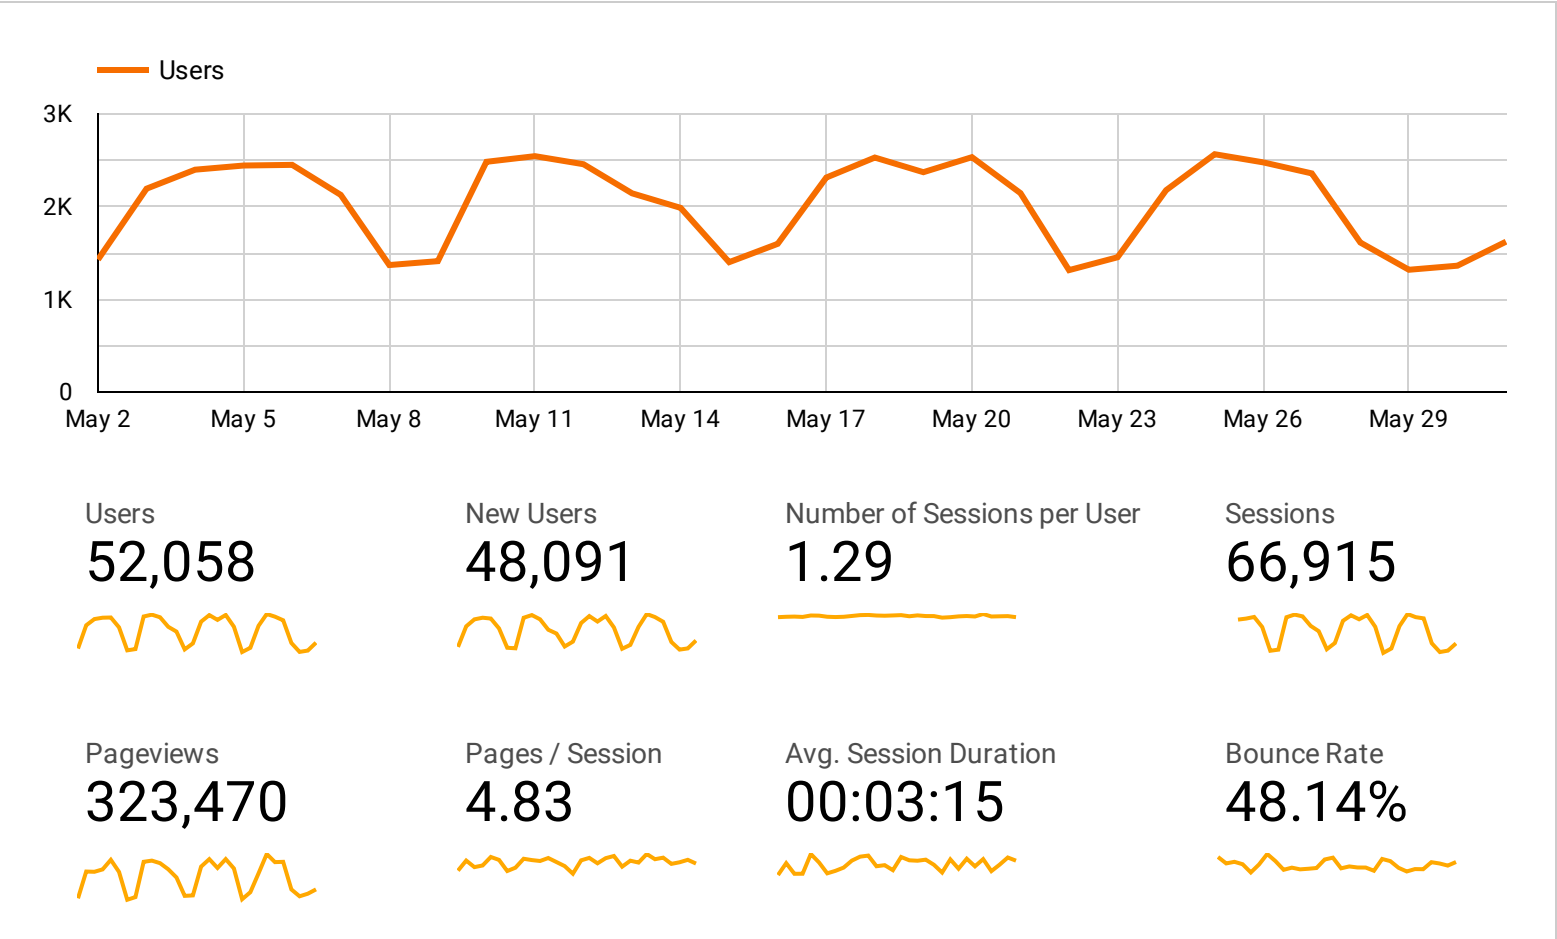 Users
3K
2K
1K
0
May 2 May 5 May 8 May 11 May 14 May 17 May 20 May 23 May 26 May 29
Users New Users Number of Sessions per User Sessions
52,058 48,091 1.29 66,915
Pageviews Pages / Session Avg. Session Duration Bounce Rate
323,470 4.83 00:03:15 48.14%